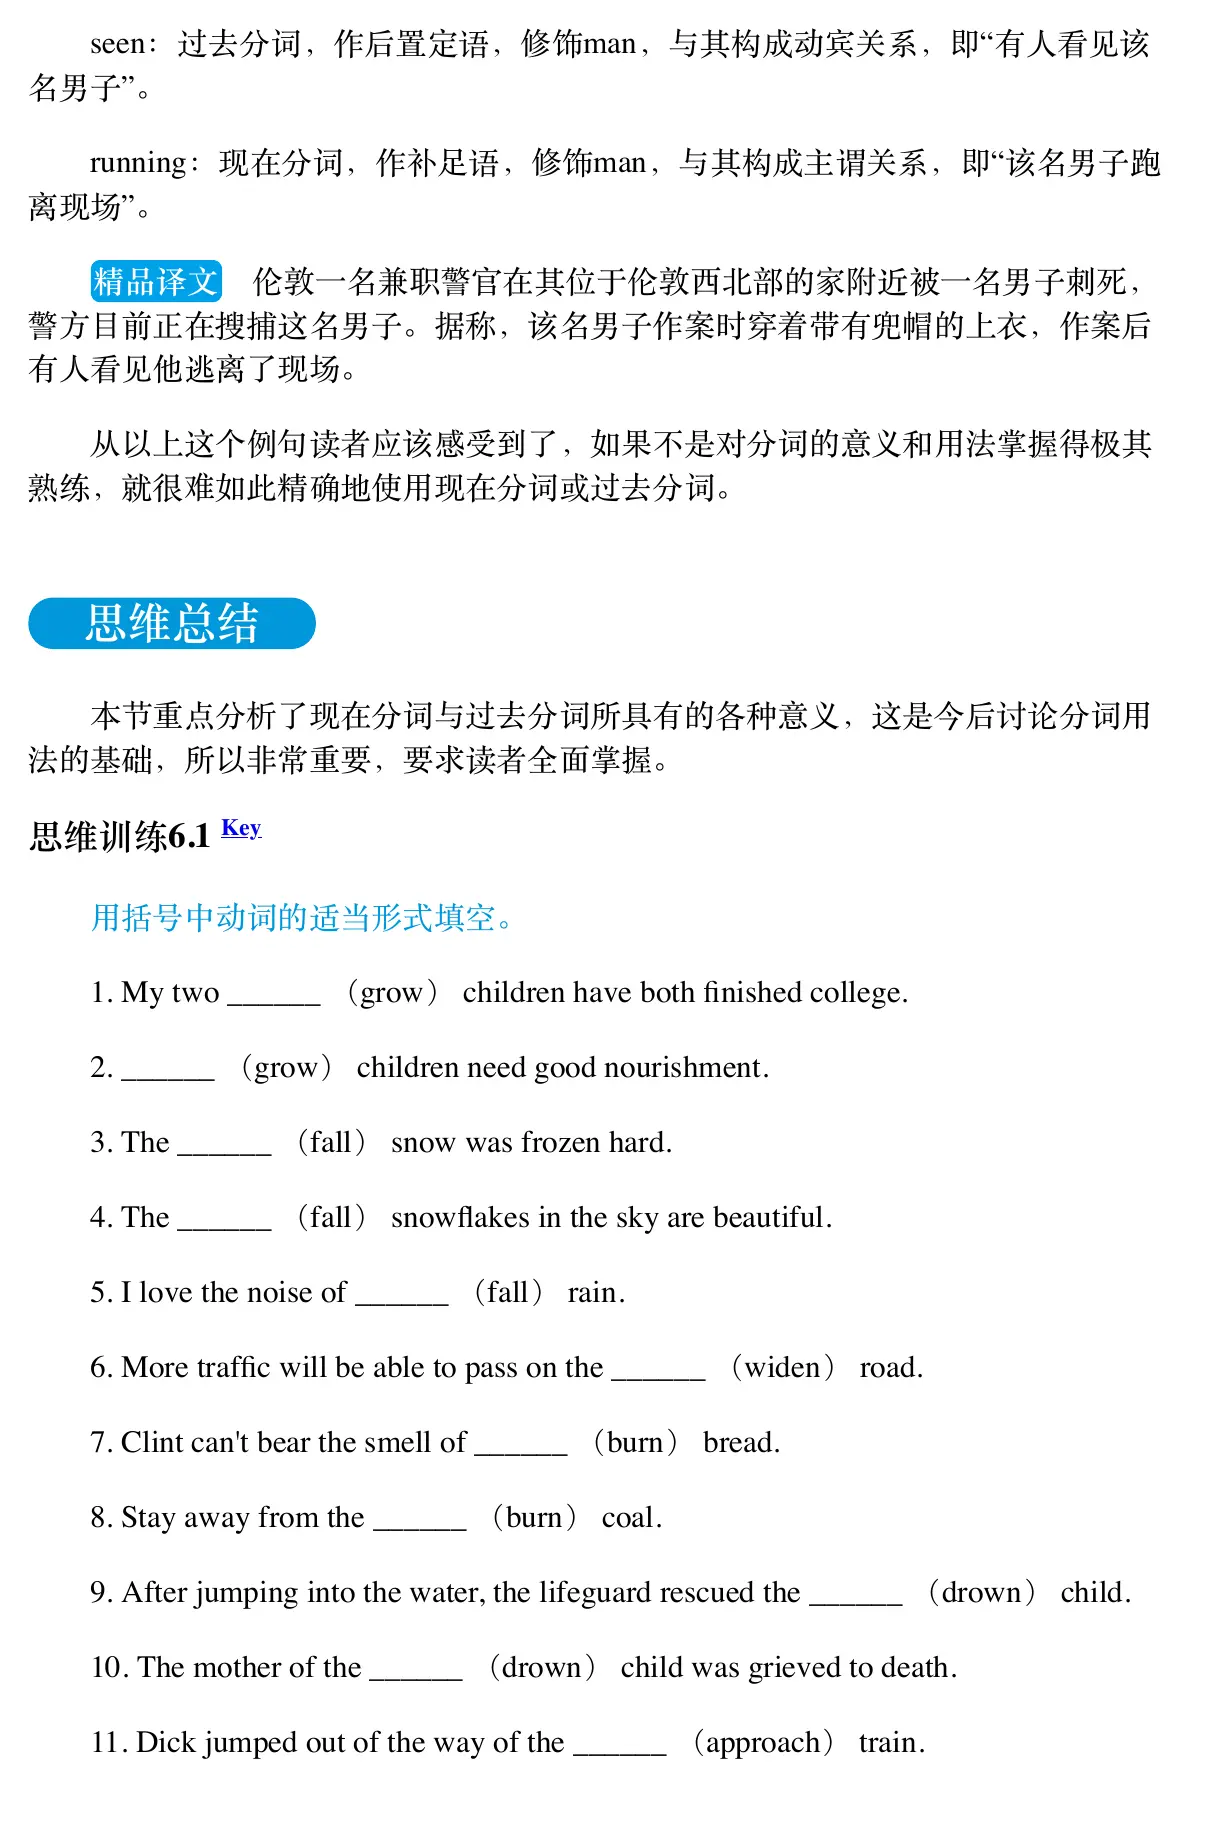 seen：过去分词，作后置定语，修饰man，与其构成动宾关系，即“有人看见该
名男子”。
running：现在分词，作补足语，修饰man，与其构成主谓关系，即“该名男子跑
离现场”。
精品译文 伦敦一名兼职警官在其位于伦敦西北部的家附近被一名男子刺死，
警方目前正在搜捕这名男子。据称，该名男子作案时穿着带有兜帽的上衣，作案后
有人看见他逃离了现场。
从以上这个例句读者应该感受到了，如果不是对分词的意义和用法掌握得极其
熟练，就很难如此精确地使用现在分词或过去分词。
思维总结
本节重点分析了现在分词与过去分词所具有的各种意义，这是今后讨论分词用
法的基础，所以非常重要，要求读者全面掌握。
思维训练6.1 Key
用括号中动词的适当形式填空。
1. My two ______ （grow） children have both finished college.
2. ______ （grow） children need good nourishment.
3. The ______ （fall） snow was frozen hard.
4. The ______ （fall） snowflakes in the sky are beautiful.
5. I love the noise of ______ （fall） rain.
6. More traffic will be able to pass on the ______ （widen） road.
7. Clint can't bear the smell of ______ （burn） bread.
8. Stay away from the ______ （burn） coal.
9. After jumping into the water, the lifeguard rescued the ______ （drown） child.
10. The mother of the ______ （drown） child was grieved to death.
11. Dick jumped out of the way of the ______ （approach） train.